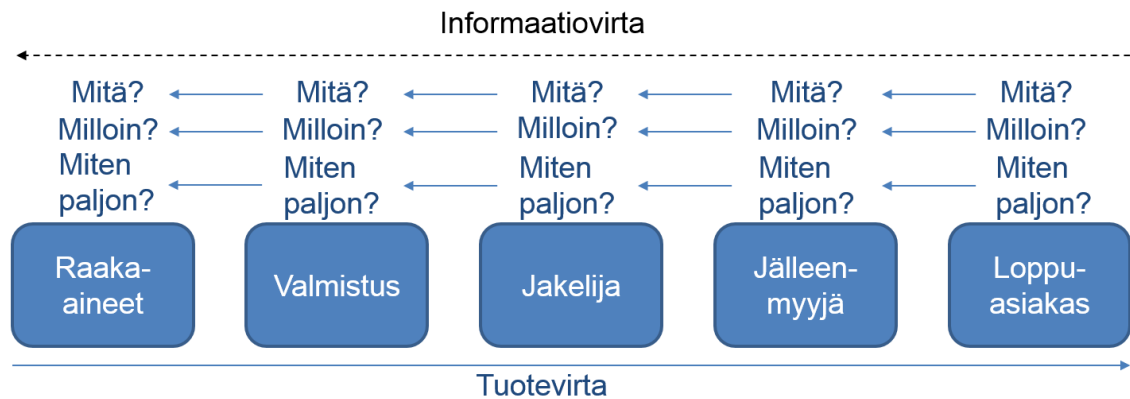 Informaatiovirta
Mitä? Mitä? Mitä? Mitä? Mitä?
Milloin? Milloin? Milloin? Milloin? Milloin?
Miten Miten Miten Miten Miten
paljon? paljon? paljon? paljon? paljon?
Raaka-
aineet
Valmistus
Jakelija
Jälleen-
myyjä
Loppu-
asiakas
Tuotevirta